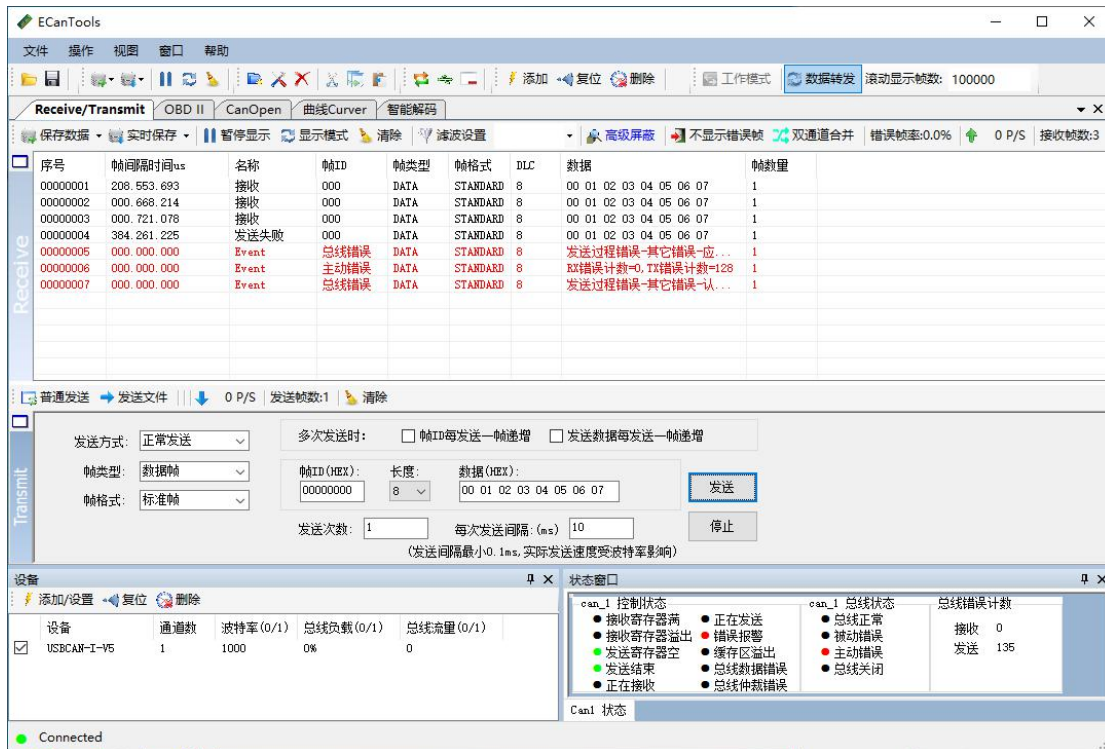 ECanTools
文件 操作 视图 窗口 帮助
添加 复位 删除 工作模式 数据转发 滚动显示帧数: 100000
Receive/Transmit OBD II CanOpen 曲线Curver 智能解码
保存数据 实时保存 暂停显示 显示模式 清除 滤波设置 高级屏蔽 不显示错误帧 双通道合并 错误帧率:0.0% 0 P/S 接收帧数:3
序号 帧间隔时间us 名称 帧ID 帧类型 帧格式 DLC 数据 帧数量
00000001 208.553.693 接收 000 DATA STANDARD 8 00 01 02 03 04 05 06 07 1
00000002 000.668.214 接收 000 DATA STANDARD 8 00 01 02 03 04 05 06 07 1
00000003 000.721.078 接收 000 DATA STANDARD 8 00 01 02 03 04 05 06 07 1
00000004 384.261.225 发送失败 000 DATA STANDARD 8 00 01 02 03 04 05 06 07 1
00000005 000.000.000 Event 总线错误 DATA STANDARD 8 发送过程错误-其它错误-应... 1
00000006 000.000.000 Event 主动错误 DATA STANDARD 8 RX错误计数=0,TX错误计数=128 1
00000007 000.000.000 Event 总线错误 DATA STANDARD 8 发送过程错误-其它错误-认... 1
Receive
普通发送 发送文件 0 P/S 发送帧数:1 清除
Transmit
发送方式: 正常发送 多次发送时: 帧ID每发送一帧递增 发送数据每发送一帧递增
帧类型: 数据帧 帧ID(HEX): 长度: 数据(HEX):
帧格式: 标准帧 00000000 8 00 01 02 03 04 05 06 07 发送
发送次数: 1 每次发送间隔:(ms) 10 停止
(发送间隔最小0.1ms,实际发送速度受波特率影响)
设备
添加/设置 复位 删除
设备 通道数 波特率(0/1) 总线负载(0/1) 总线流量(0/1)
USBCAN-I-V5 1 1000 0% 0
状态窗口
can_1 控制状态 can_1 总线状态 总线错误计数
接收寄存器满 正在发送 总线正常 接收 0
接收寄存器溢出 错误报警 被动错误
发送寄存器空 缓存区溢出 主动错误 发送 135
发送结束 总线数据错误 总线关闭
正在接收 总线仲裁错误
Can1 状态
Connected